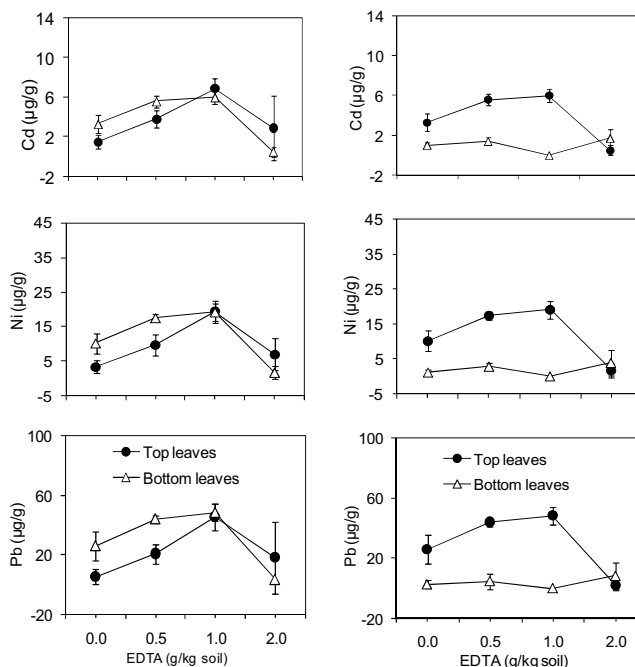 14
10
6
2
-2
Cd (µg/g)
14
10
6
2
-2
Cd (µg/g)
45
35
25
15
5
-5
Ni (µg/g)
45
35
25
15
5
-5
Ni (µg/g)
100
60
20
-20
Pb (µg/g)
Top leaves
Bottom leaves
0.0 0.5 1.0 2.0
EDTA (g/kg soil)
100
60
20
-20
Pb (µg/g)
Top leaves
Bottom leaves
0.0 0.5 1.0 2.0
EDTA (g/kg soil)